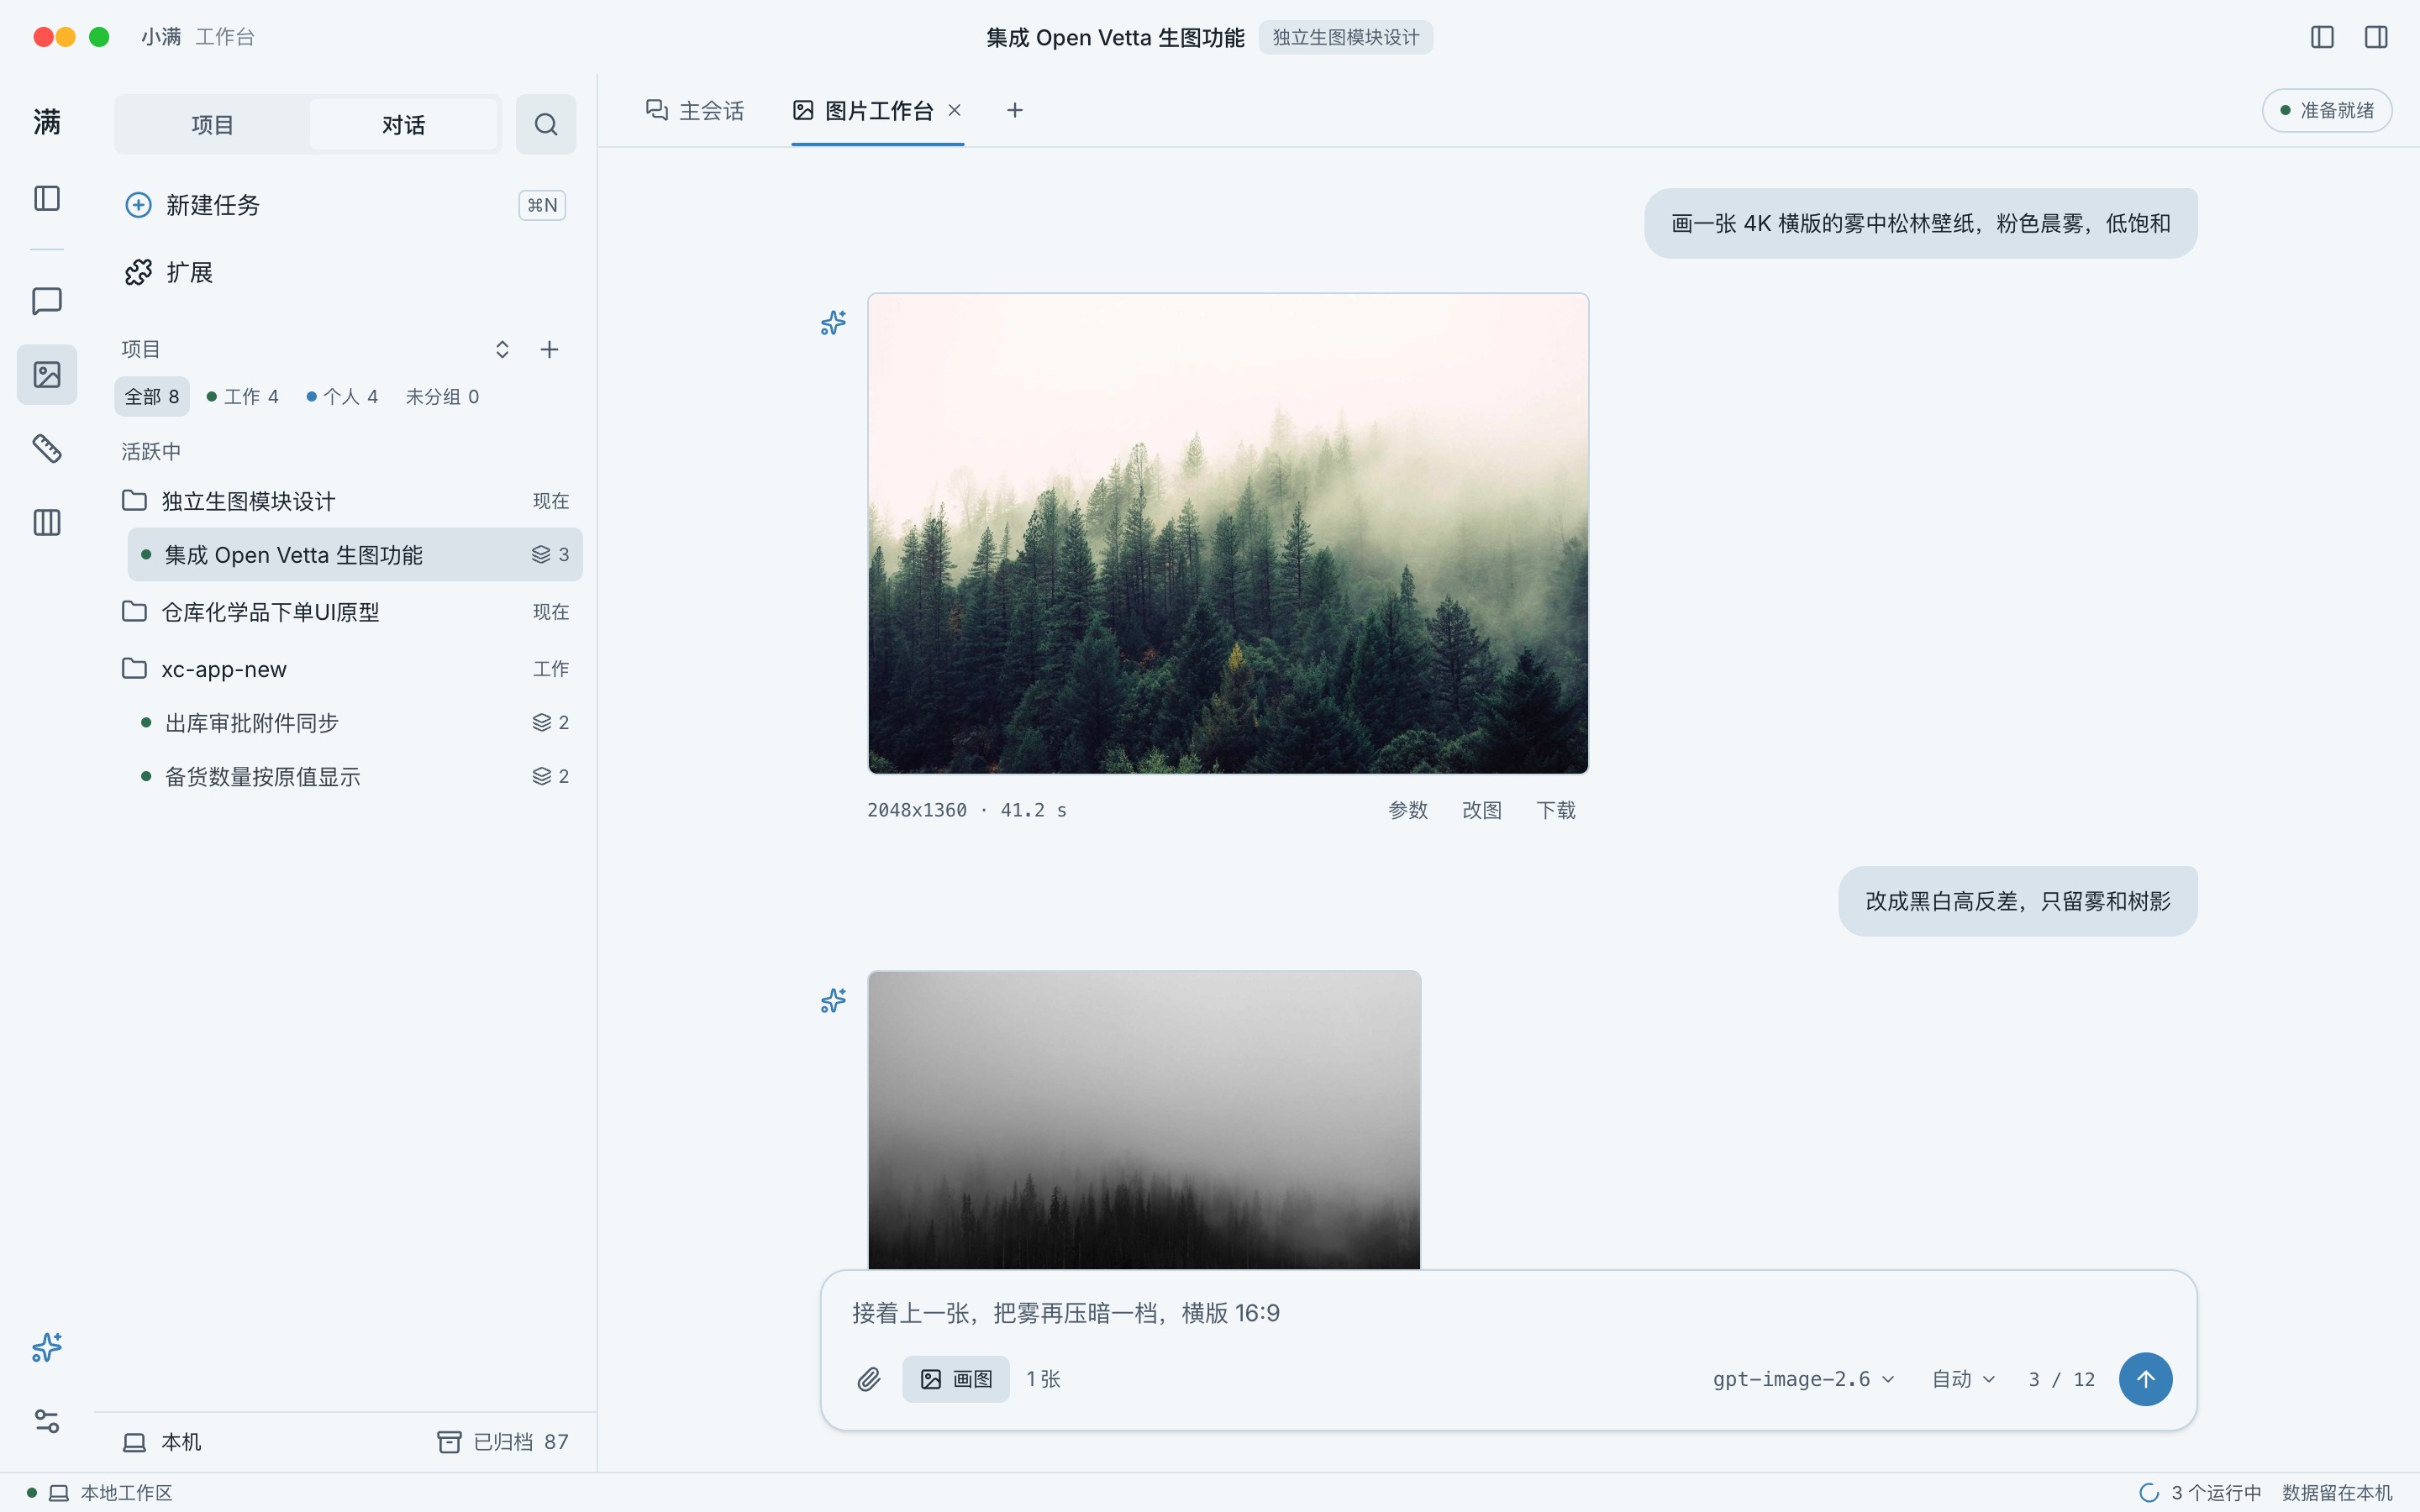 小满 工作台
集成 Open Vetta 生图功能 独立生图模块设计
满
项目 对话
新建任务 ⌘N
扩展
项目
全部 8 工作 4 个人 4 未分组 0
活跃中
独立生图模块设计 现在
集成 Open Vetta 生图功能 3
仓库化学品下单UI原型 现在
xc-app-new 工作
出库审批附件同步 2
备货数量按原值显示 2
本机 已归档 87
主会话 图片工作台 准备就绪
画一张 4K 横版的雾中松林壁纸，粉色晨雾，低饱和
2048x1360 · 41.2 s 参数 改图 下载
改成黑白高反差，只留雾和树影
接着上一张，把雾再压暗一档，横版 16:9
画图 1 张 gpt-image-2.6 自动 3 / 12
本地工作区 3 个运行中 数据留在本机